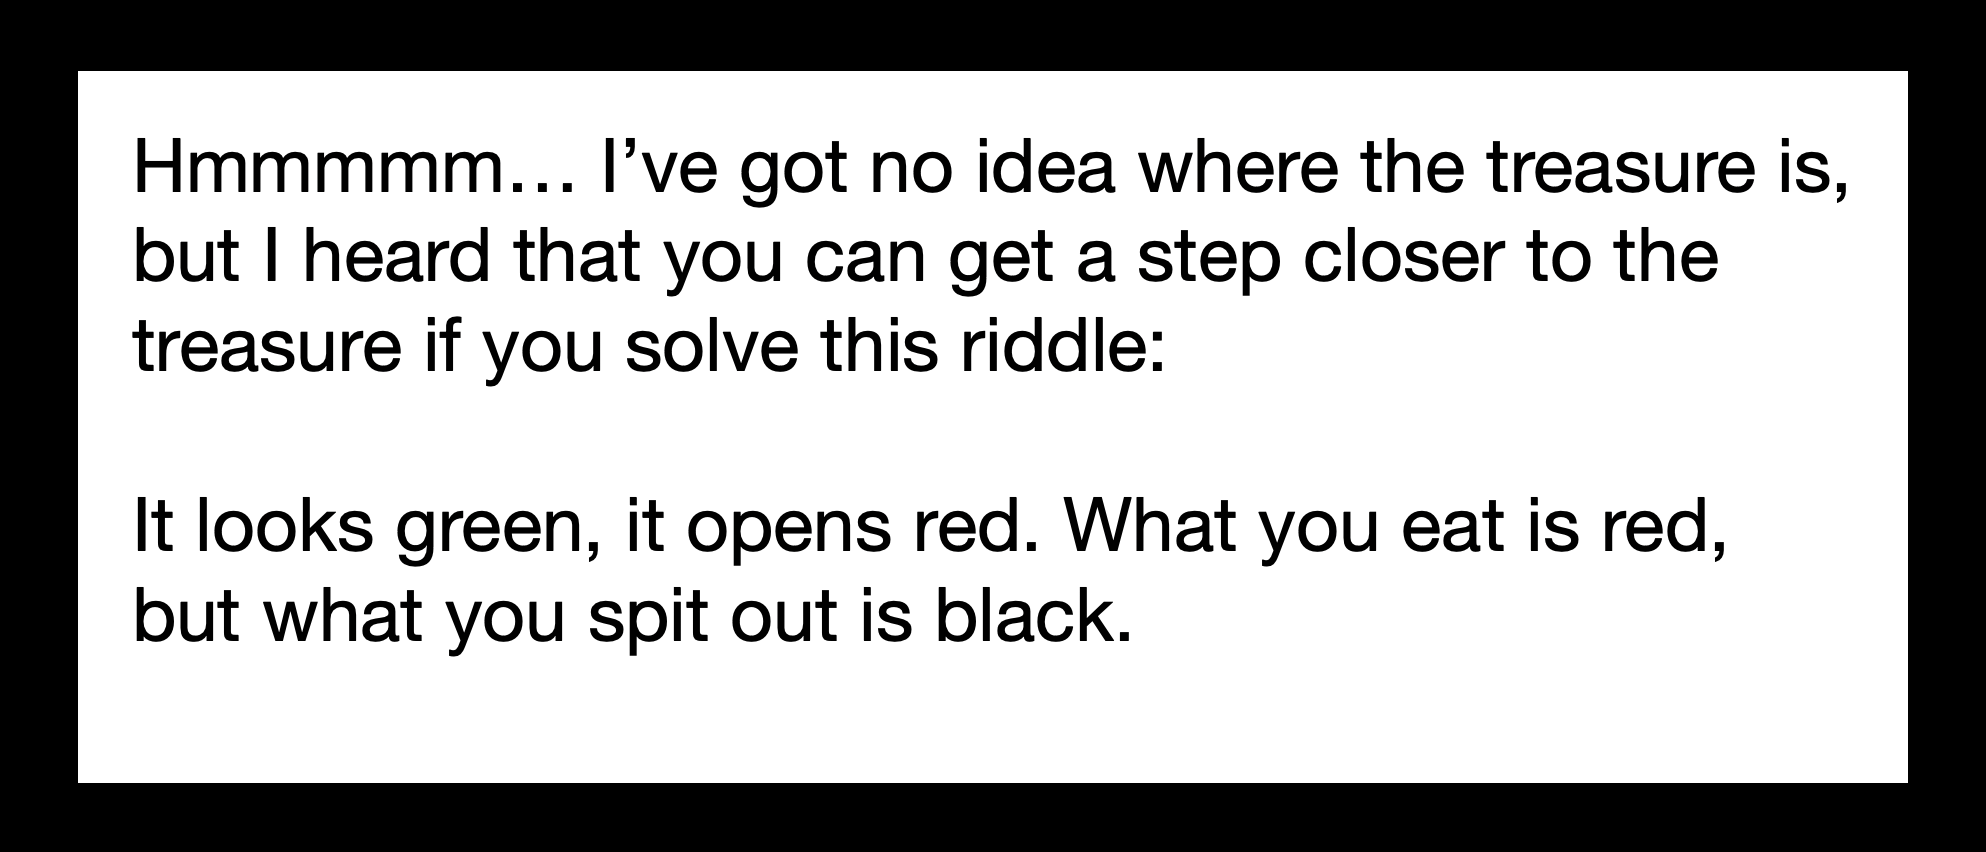 Hmmmmm… I’ve got no idea where the treasure is,
but I heard that you can get a step closer to the
treasure if you solve this riddle:
It looks green, it opens red. What you eat is red,
but what you spit out is black.